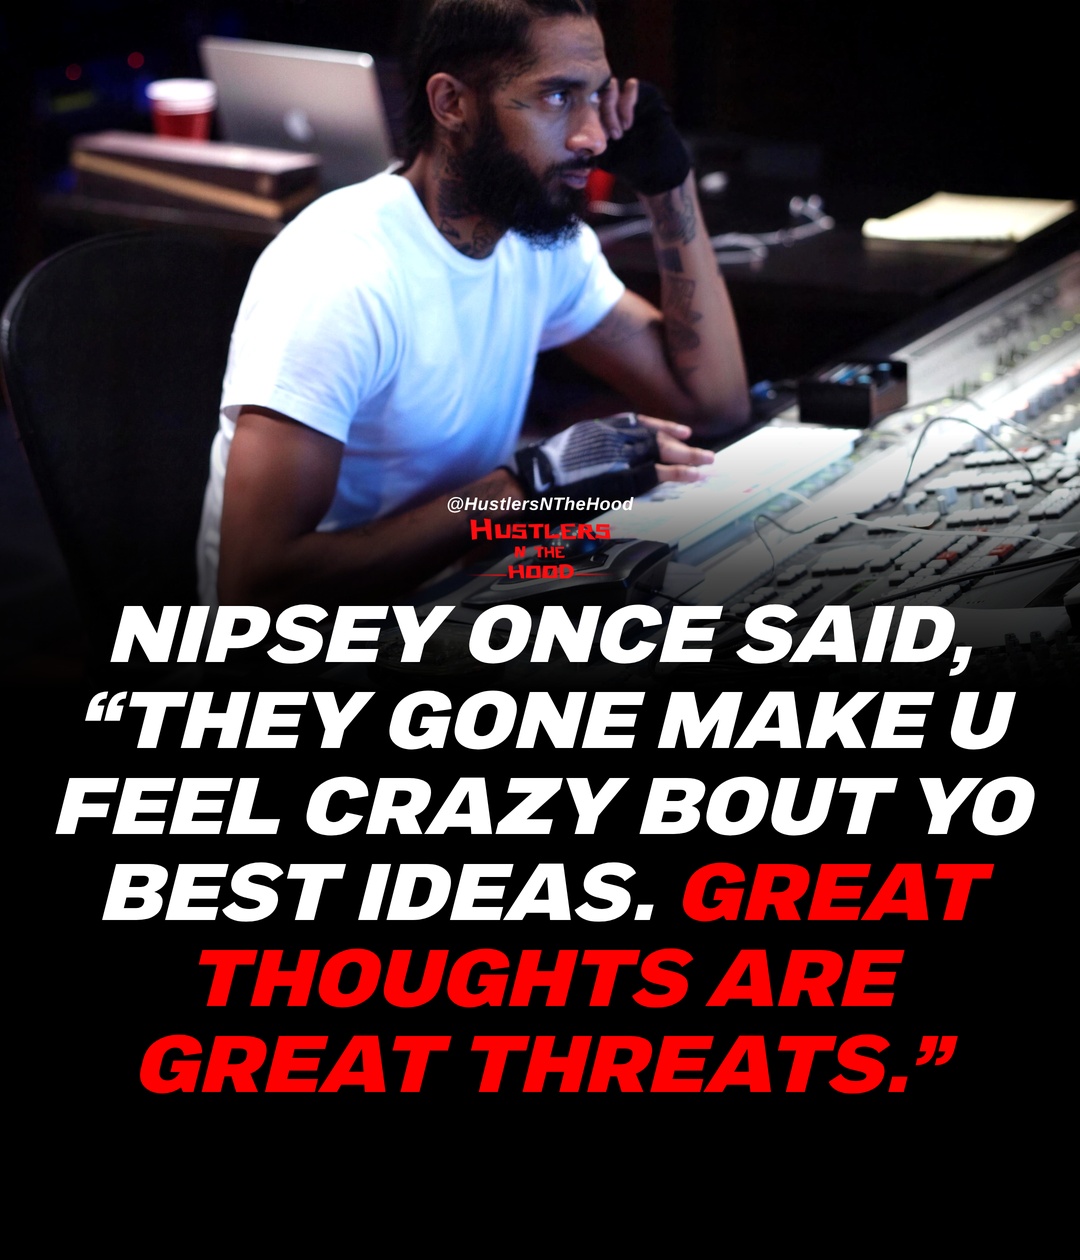 @HustlersNTheHood
HUSTLERS
N THE
HOOD
NIPSEY ONCE SAID,
“THEY GONE MAKE U
FEEL CRAZY BOUT YO
BEST IDEAS. GREAT
THOUGHTS ARE
GREAT THREATS.”